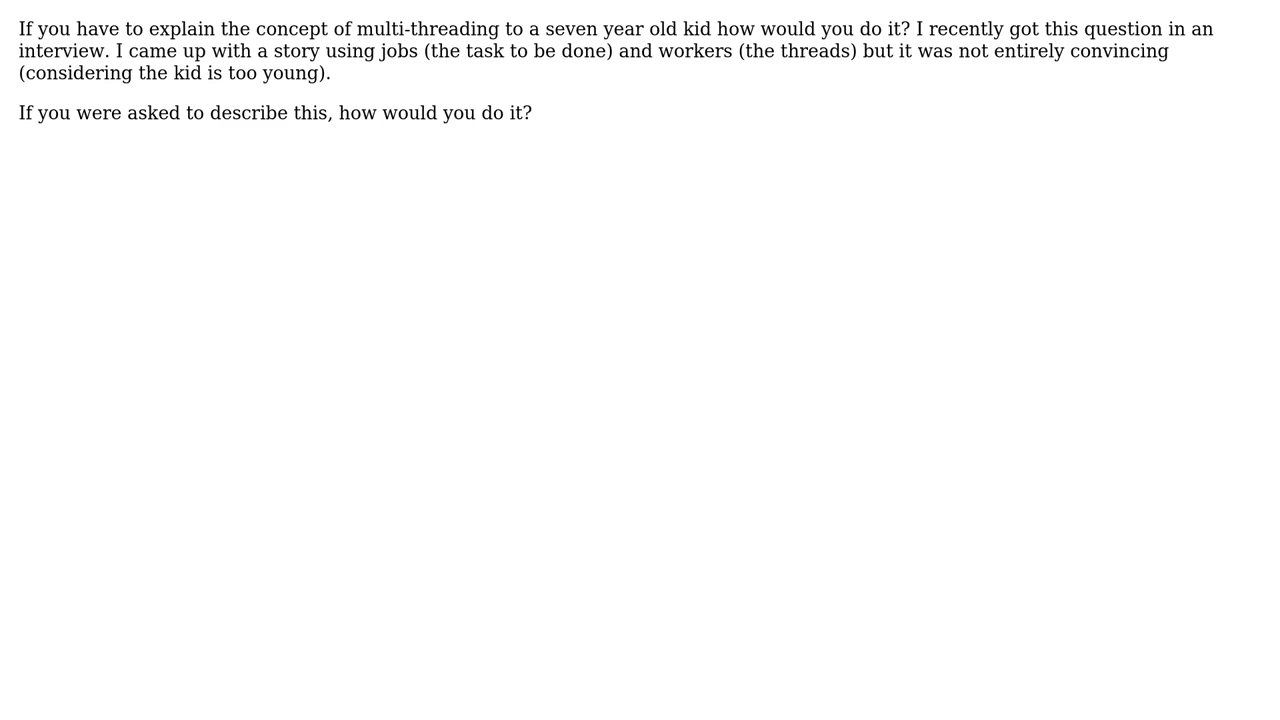 If you have to explain the concept of multi-threading to a seven year old kid how would you do it? I recently got this question in an
interview. I came up with a story using jobs (the task to be done) and workers (the threads) but it was not entirely convincing
(considering the kid is too young).
If you were asked to describe this, how would you do it?